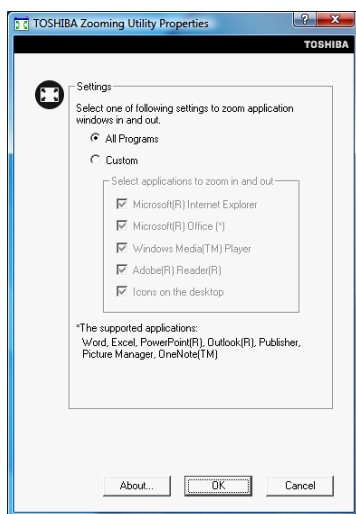 TOSHIBA Zooming Utility Properties
TOSHIBA
Settings
Select one of following settings to zoom application
windows in and out.
All Programs
Custom
Select applications to zoom in and out
Microsoft(R) Internet Explorer
Microsoft(R) Office (*)
Windows Media(TM) Player
Adobe(R) Reader(R)
Icons on the desktop
*The supported applications:
Word, Excel, PowerPoint(R), Outlook(R), Publisher,
Picture Manager, OneNote(TM)
About... OK Cancel